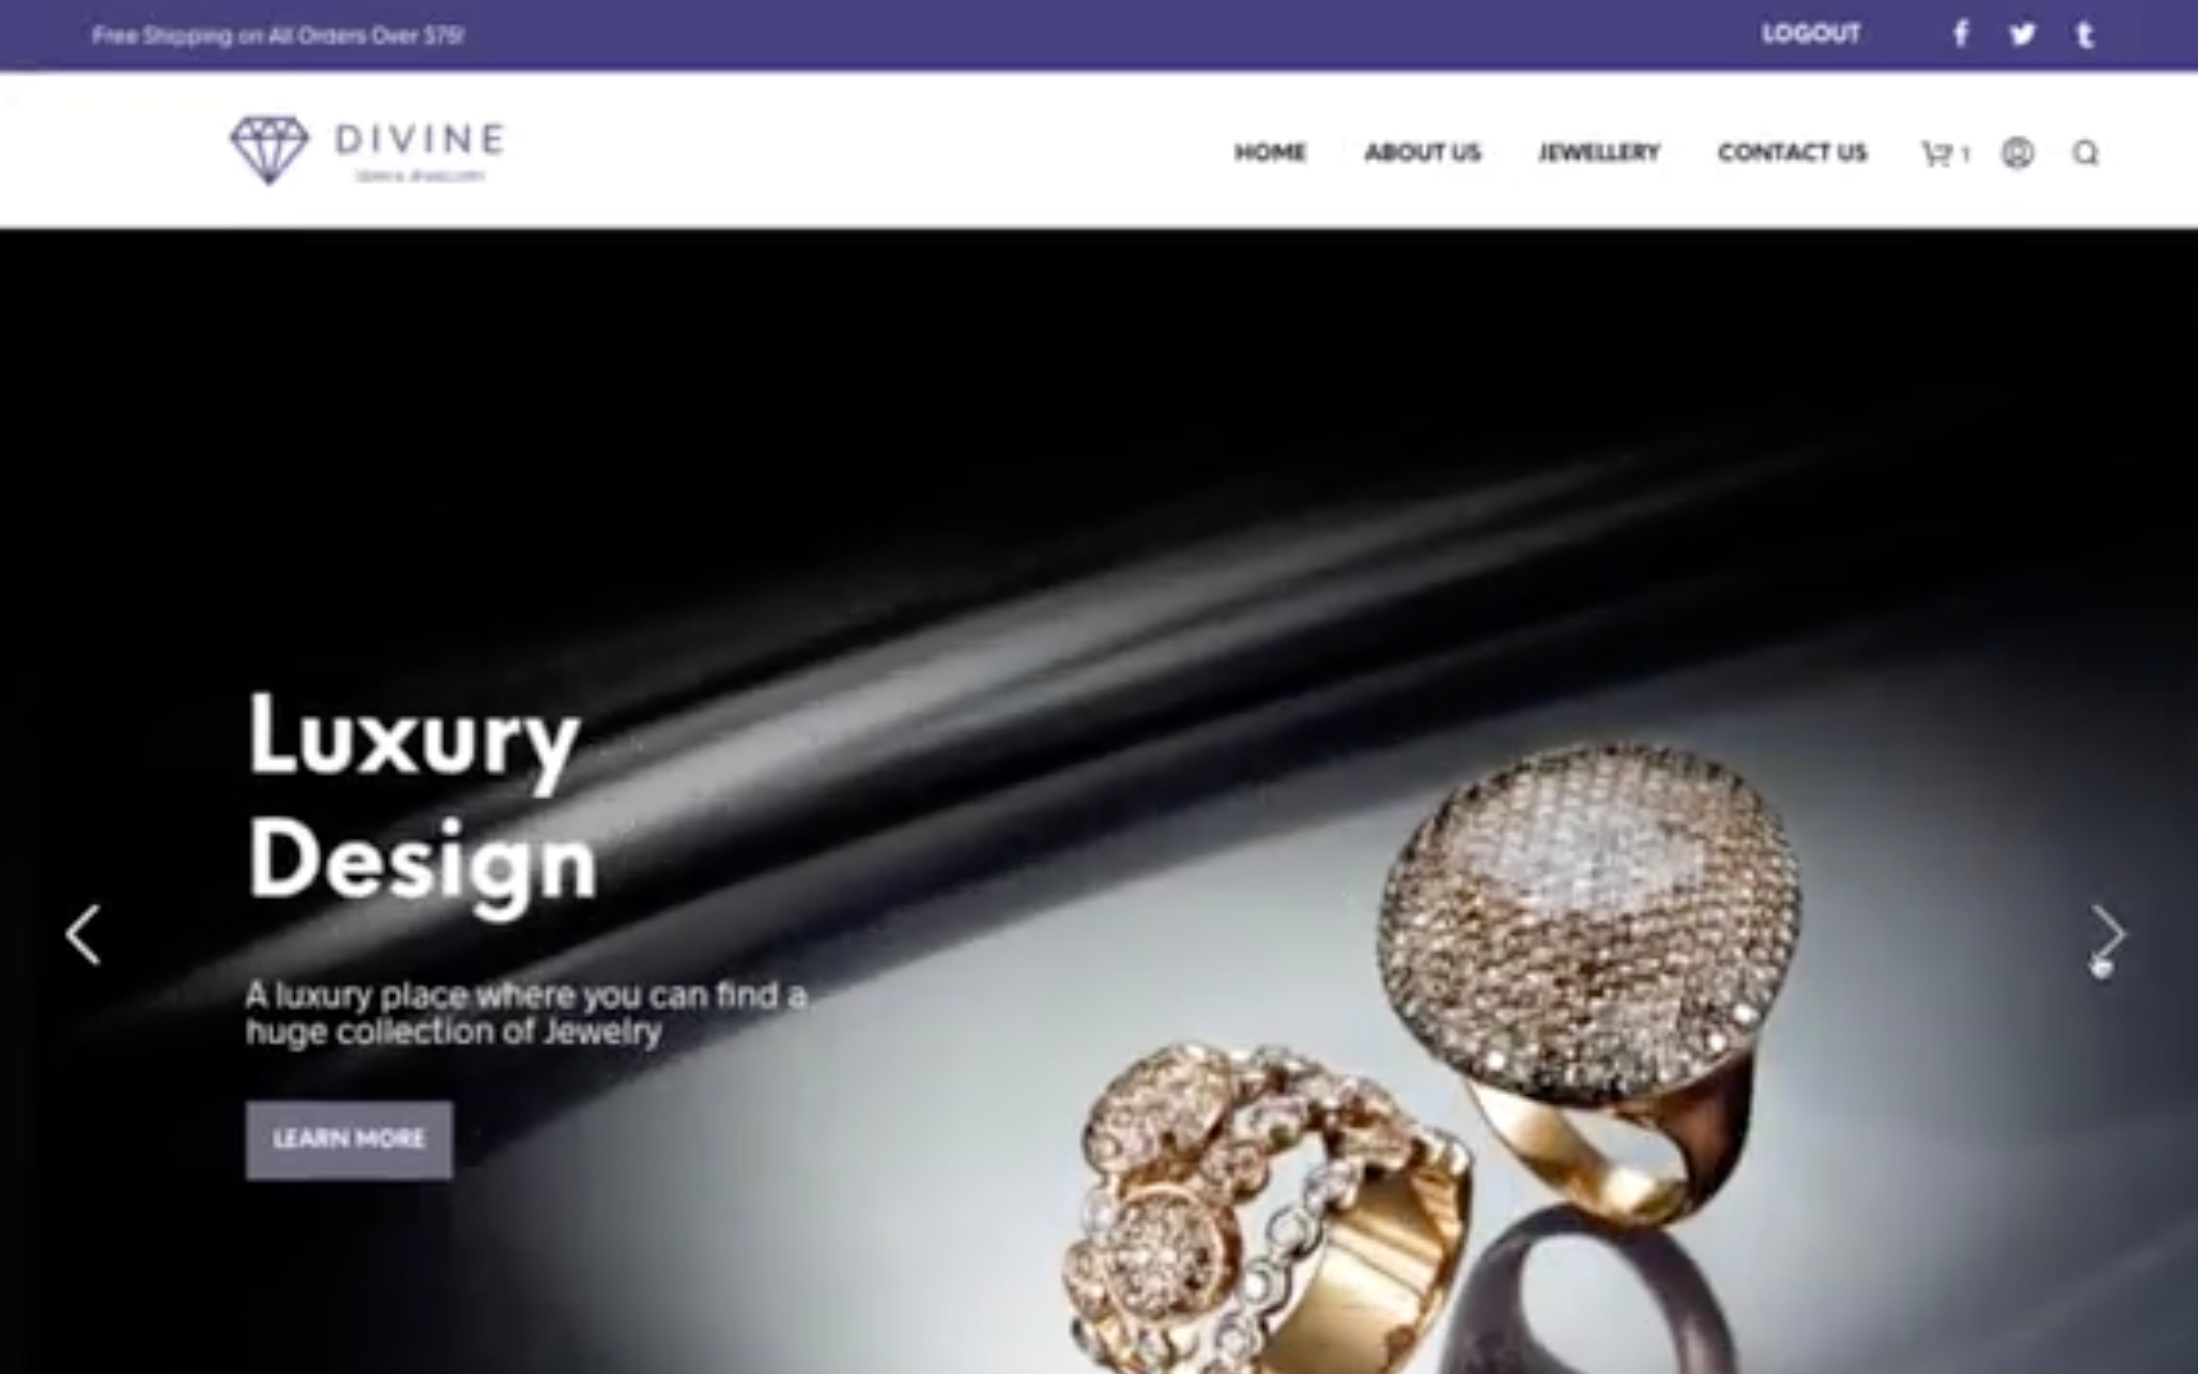 Free Shipping on All Orders Over $75!
LOGOUT
DIVINE
HOME ABOUT US JEWELLERY CONTACT US 1
Luxury
Design
A luxury place where you can find a
huge collection of Jewelry
LEARN MORE